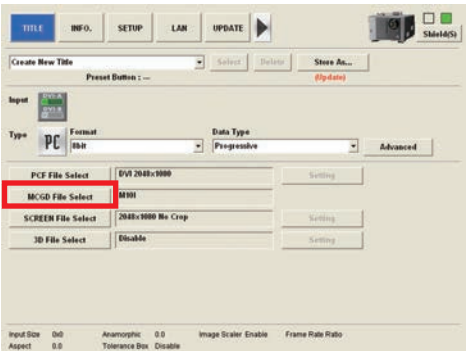 TITLE INFO. SETUP LAN UPDATE Shield(S)
Create New Title Select Delete Store As...
Preset Button : --- (Update)
Input DVI-A
DVI-B
Type PC Format Data Type
8bit Progressive Advanced
PCF File Select DVI 2048x1080 Setting
MCGD File Select M101
SCREEN File Select 2048x1080 No Crop Setting
3D File Select Disable Setting
Input Size 0x0 Anamorphic 0.0 Image Scaler Enable Frame Rate Ratio
Aspect 0.0 Tolerance Box Disable